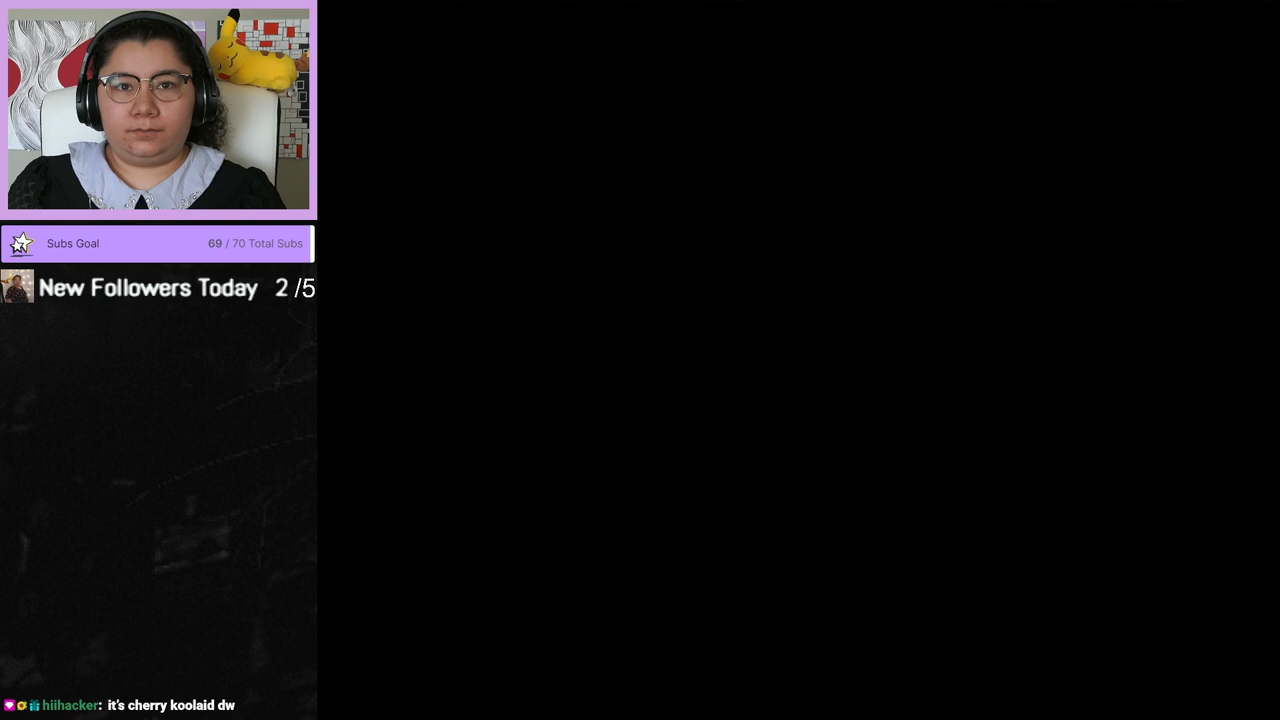 Subs Goal 69 / 70 Total Subs
New Followers Today 2 /5
hiihacker: it's cherry koolaid dw